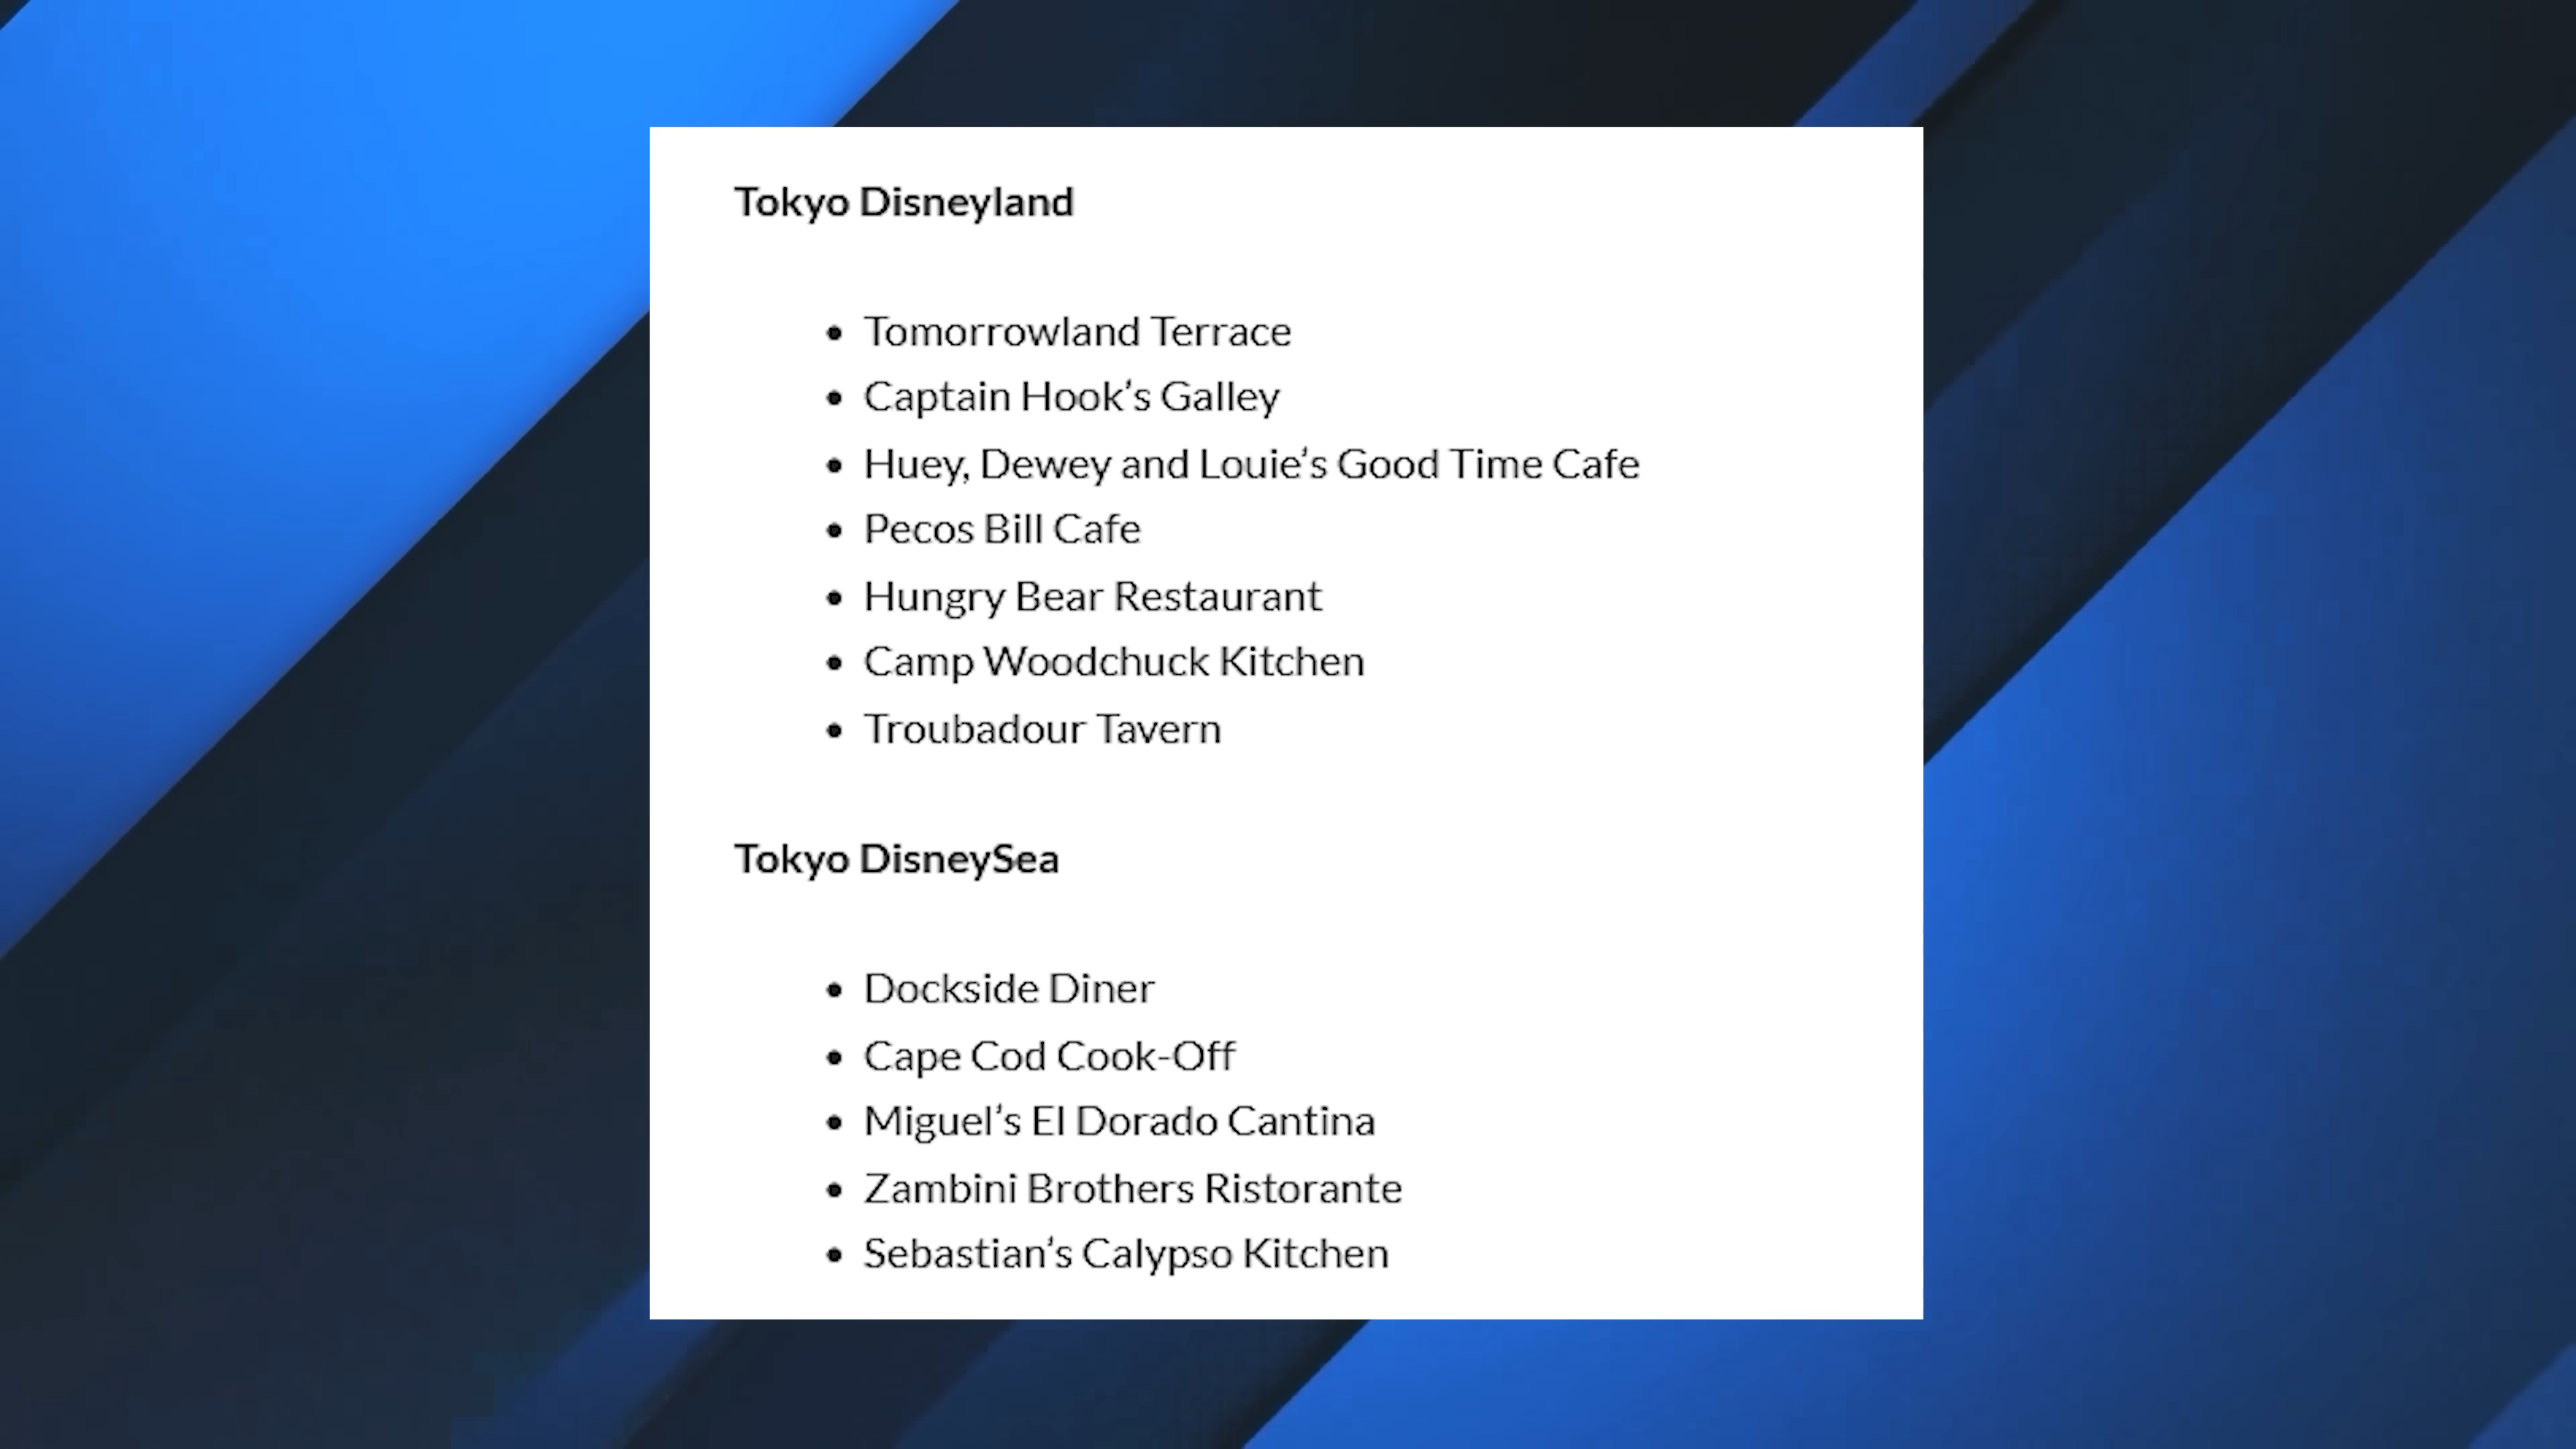 Tokyo Disneyland
• Tomorrowland Terrace
• Captain Hook’s Galley
• Huey, Dewey and Louie’s Good Time Cafe
• Pecos Bill Cafe
• Hungry Bear Restaurant
• Camp Woodchuck Kitchen
• Troubadour Tavern
Tokyo DisneySea
• Dockside Diner
• Cape Cod Cook-Off
• Miguel’s El Dorado Cantina
• Zambini Brothers Ristorante
• Sebastian’s Calypso Kitchen